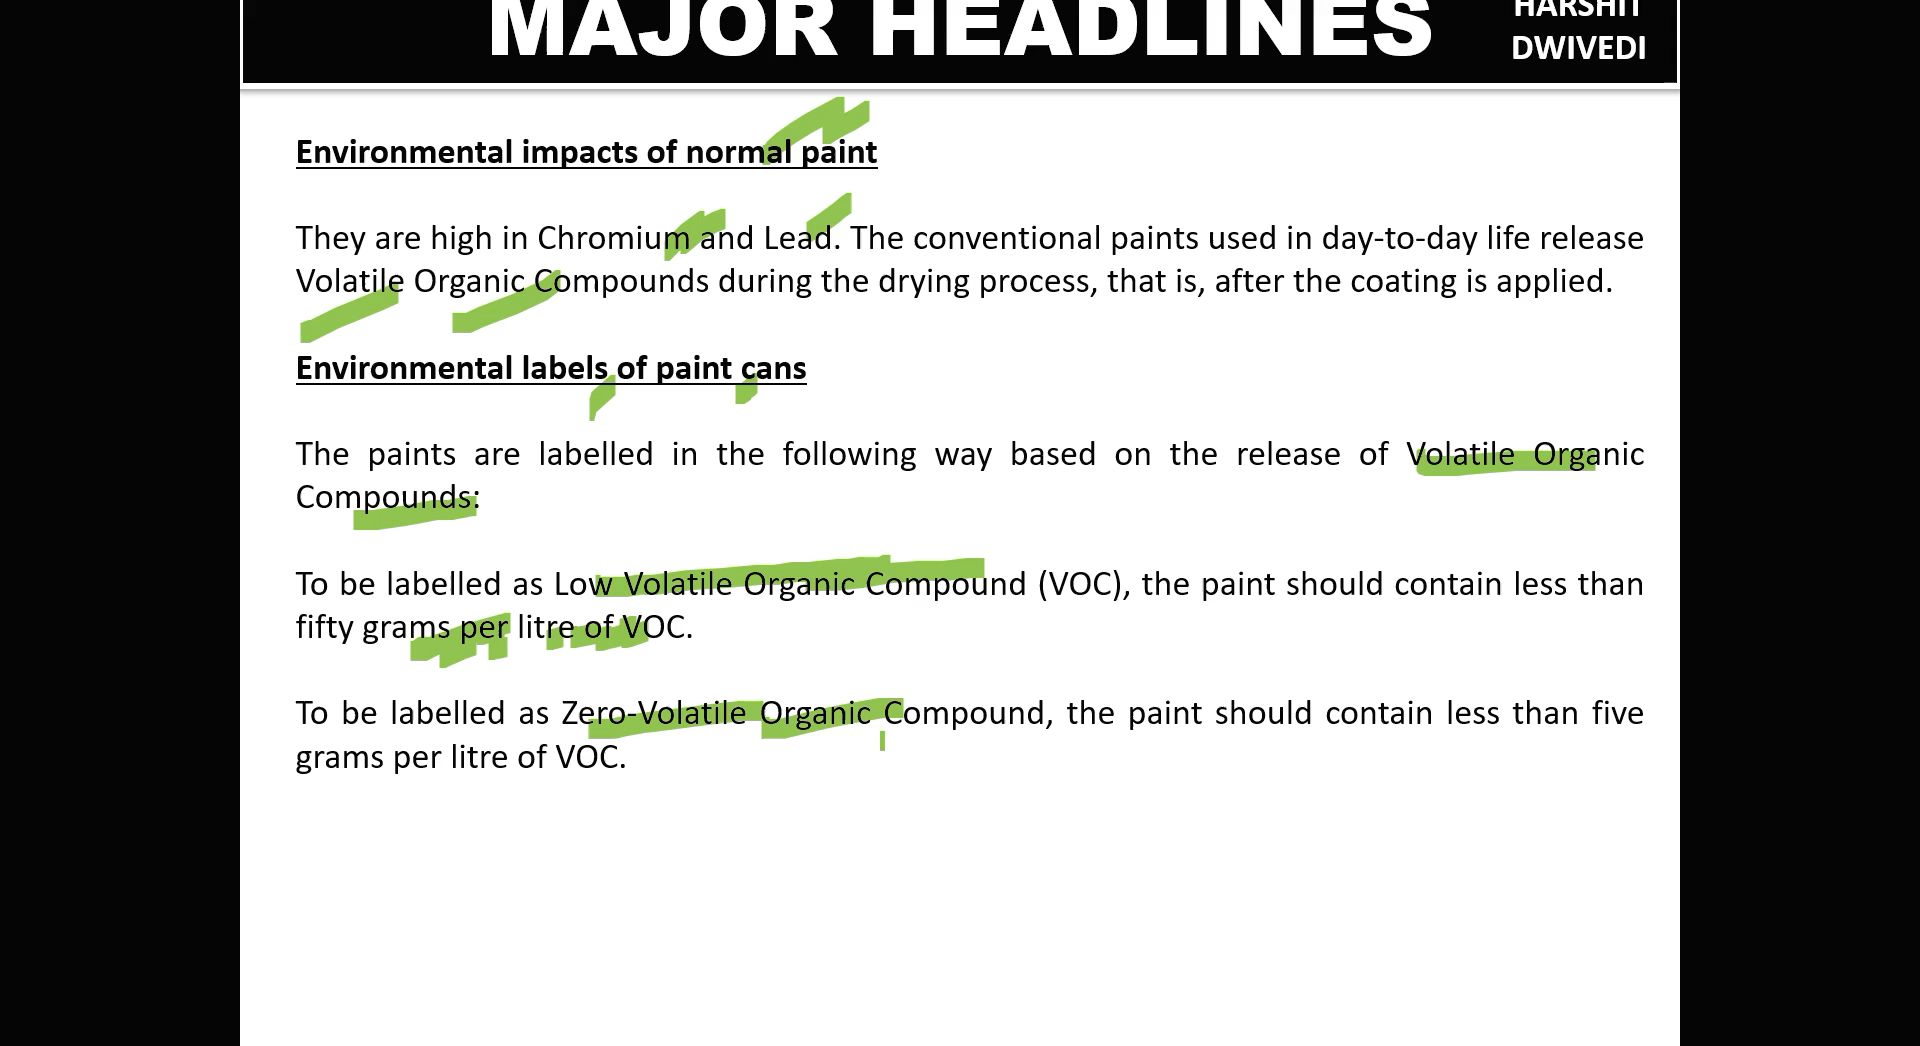 MAJOR HEADLINES
HARSHIT
DWIVEDI
Environmental impacts of normal paint
They are high in Chromium and Lead. The conventional paints used in day-to-day life release
Volatile Organic Compounds during the drying process, that is, after the coating is applied.
Environmental labels of paint cans
The paints are labelled in the following way based on the release of Volatile Organic
Compounds:
To be labelled as Low Volatile Organic Compound (VOC), the paint should contain less than
fifty grams per litre of VOC.
To be labelled as Zero-Volatile Organic Compound, the paint should contain less than five
grams per litre of VOC.